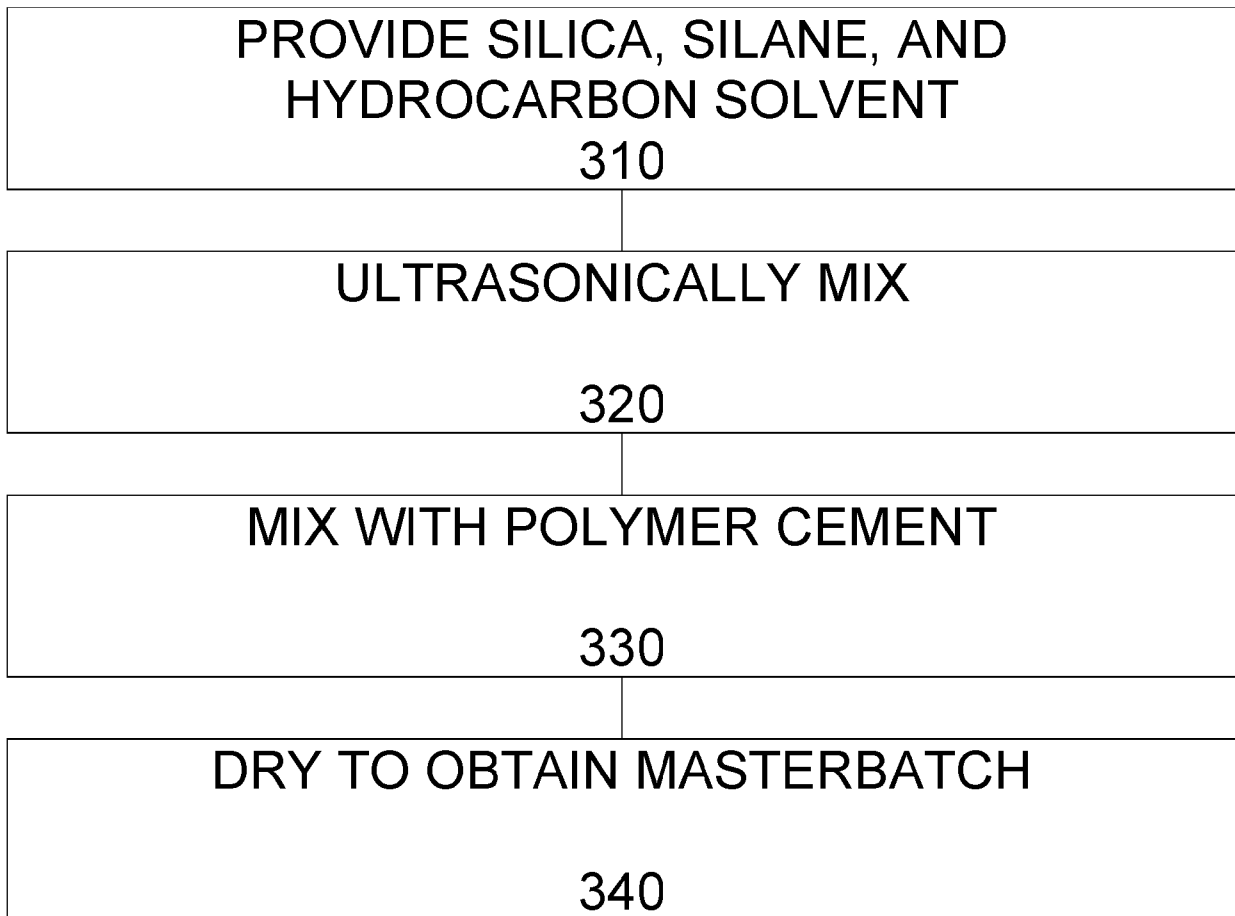 PROVIDE SILICA, SILANE, AND
HYDROCARBON SOLVENT
310
ULTRASONICALLY MIX
320
MIX WITH POLYMER CEMENT
330
DRY TO OBTAIN MASTERBATCH
340